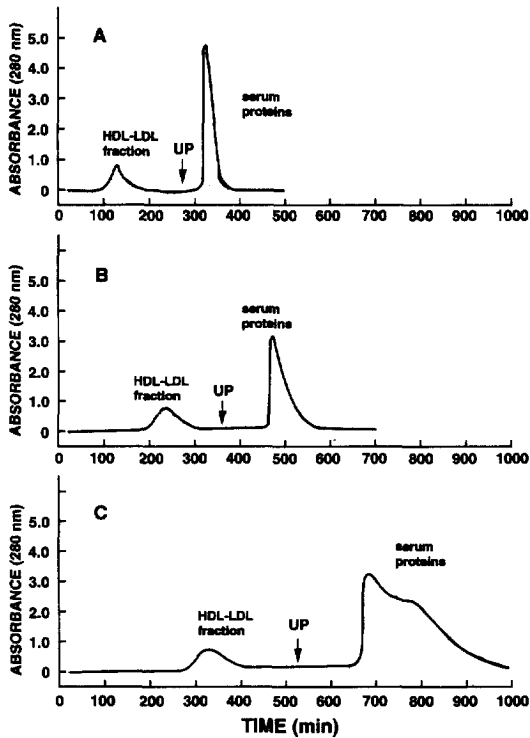 A
ABSORBANCE (280 nm)
5.0
4.0
3.0
2.0
1.0
0
HDL-LDL
fraction
UP
serum
proteins
0 100 200 300 400 500 600 700 800 900 1000
B
ABSORBANCE (280 nm)
5.0
4.0
3.0
2.0
1.0
0
HDL-LDL
fraction
UP
serum
proteins
0 100 200 300 400 500 600 700 800 900 1000
C
ABSORBANCE (280 nm)
5.0
4.0
3.0
2.0
1.0
0
HDL-LDL
fraction
UP
serum
proteins
0 100 200 300 400 500 600 700 800 900 1000
TIME (min)